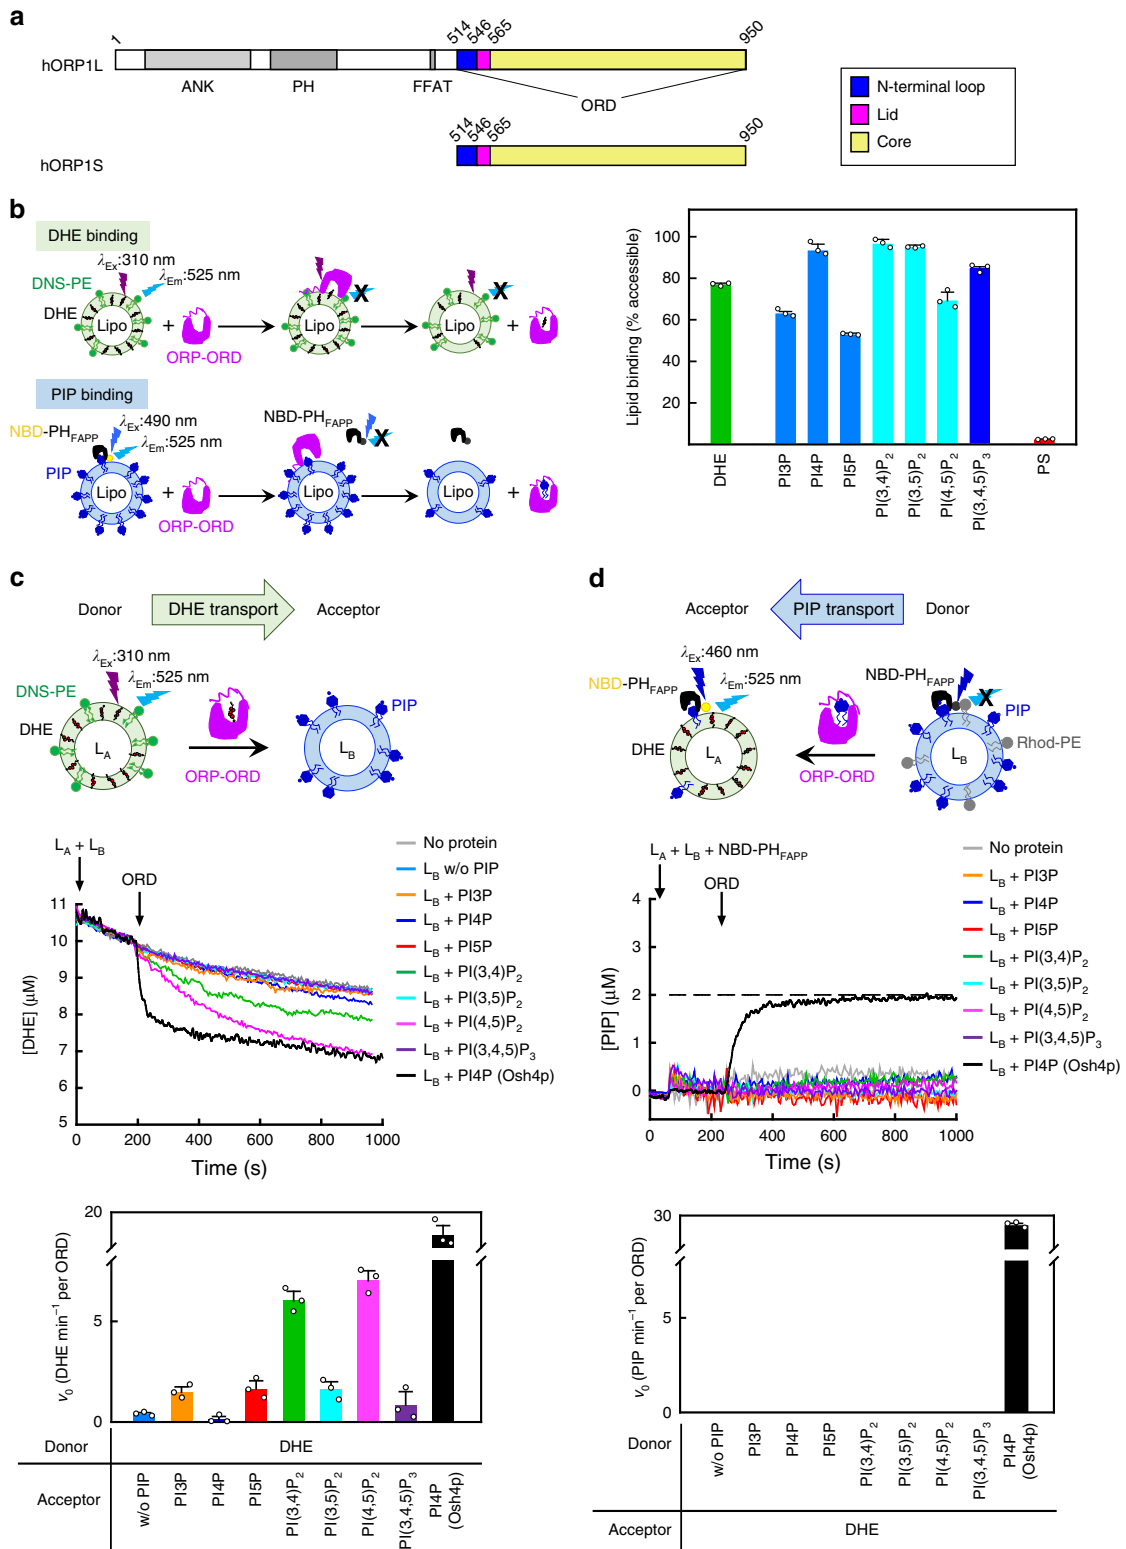 a
1
514
546
565
950
hORP1L
ANK
PH
FFAT
ORD
514
546
565
950
hORP1S
N-terminal loop
Lid
Core
b
DHE binding
λEx:310 nm
λEm:525 nm
DNS-PE
DHE
Lipo
+
ORP-ORD
Lipo
X
Lipo
+
PIP binding
λEx:490 nm
λEm:525 nm
NBD-PHFAPP
PIP
Lipo
+
ORP-ORD
NBD-PHFAPP
X
Lipo
Lipo
+
Lipid binding (% accessible)
100
80
60
40
20
DHE
PI3P
PI4P
PI5P
PI(3,4)P2
PI(3,5)P2
PI(4,5)P2
PI(3,4,5)P3
PS
c
Donor
DHE transport
Acceptor
λEx:310 nm
λEm:525 nm
DNS-PE
DHE
LA
ORP-ORD
PIP
LB
LA + LB
ORD
[DHE] (μM)
11
10
9
8
7
6
5
0
200
400
600
800
1000
Time (s)
No protein
LB w/o PIP
LB + PI3P
LB + PI4P
LB + PI5P
LB + PI(3,4)P2
LB + PI(3,5)P2
LB + PI(4,5)P2
LB + PI(3,4,5)P3
LB + PI4P (Osh4p)
v0 (DHE min−1 per ORD)
20
5
0
Donor
DHE
Acceptor
w/o PIP
PI3P
PI4P
PI5P
PI(3,4)P2
PI(3,5)P2
PI(4,5)P2
PI(3,4,5)P3
PI4P
(Osh4p)
d
Acceptor
PIP transport
Donor
λEx:460 nm
λEm:525 nm
NBD-PHFAPP
DHE
LA
ORP-ORD
NBD-PHFAPP
X
PIP
Rhod-PE
LB
LA + LB + NBD-PHFAPP
ORD
[PIP] (μM)
4
3
2
1
0
−1
0
200
400
600
800
1000
Time (s)
No protein
LB + PI3P
LB + PI4P
LB + PI5P
LB + PI(3,4)P2
LB + PI(3,5)P2
LB + PI(4,5)P2
LB + PI(3,4,5)P3
LB + PI4P (Osh4p)
v0 (PIP min−1 per ORD)
30
5
0
Donor
w/o PIP
PI3P
PI4P
PI5P
PI(3,4)P2
PI(3,5)P2
PI(4,5)P2
PI(3,4,5)P3
PI4P
(Osh4p)
Acceptor
DHE